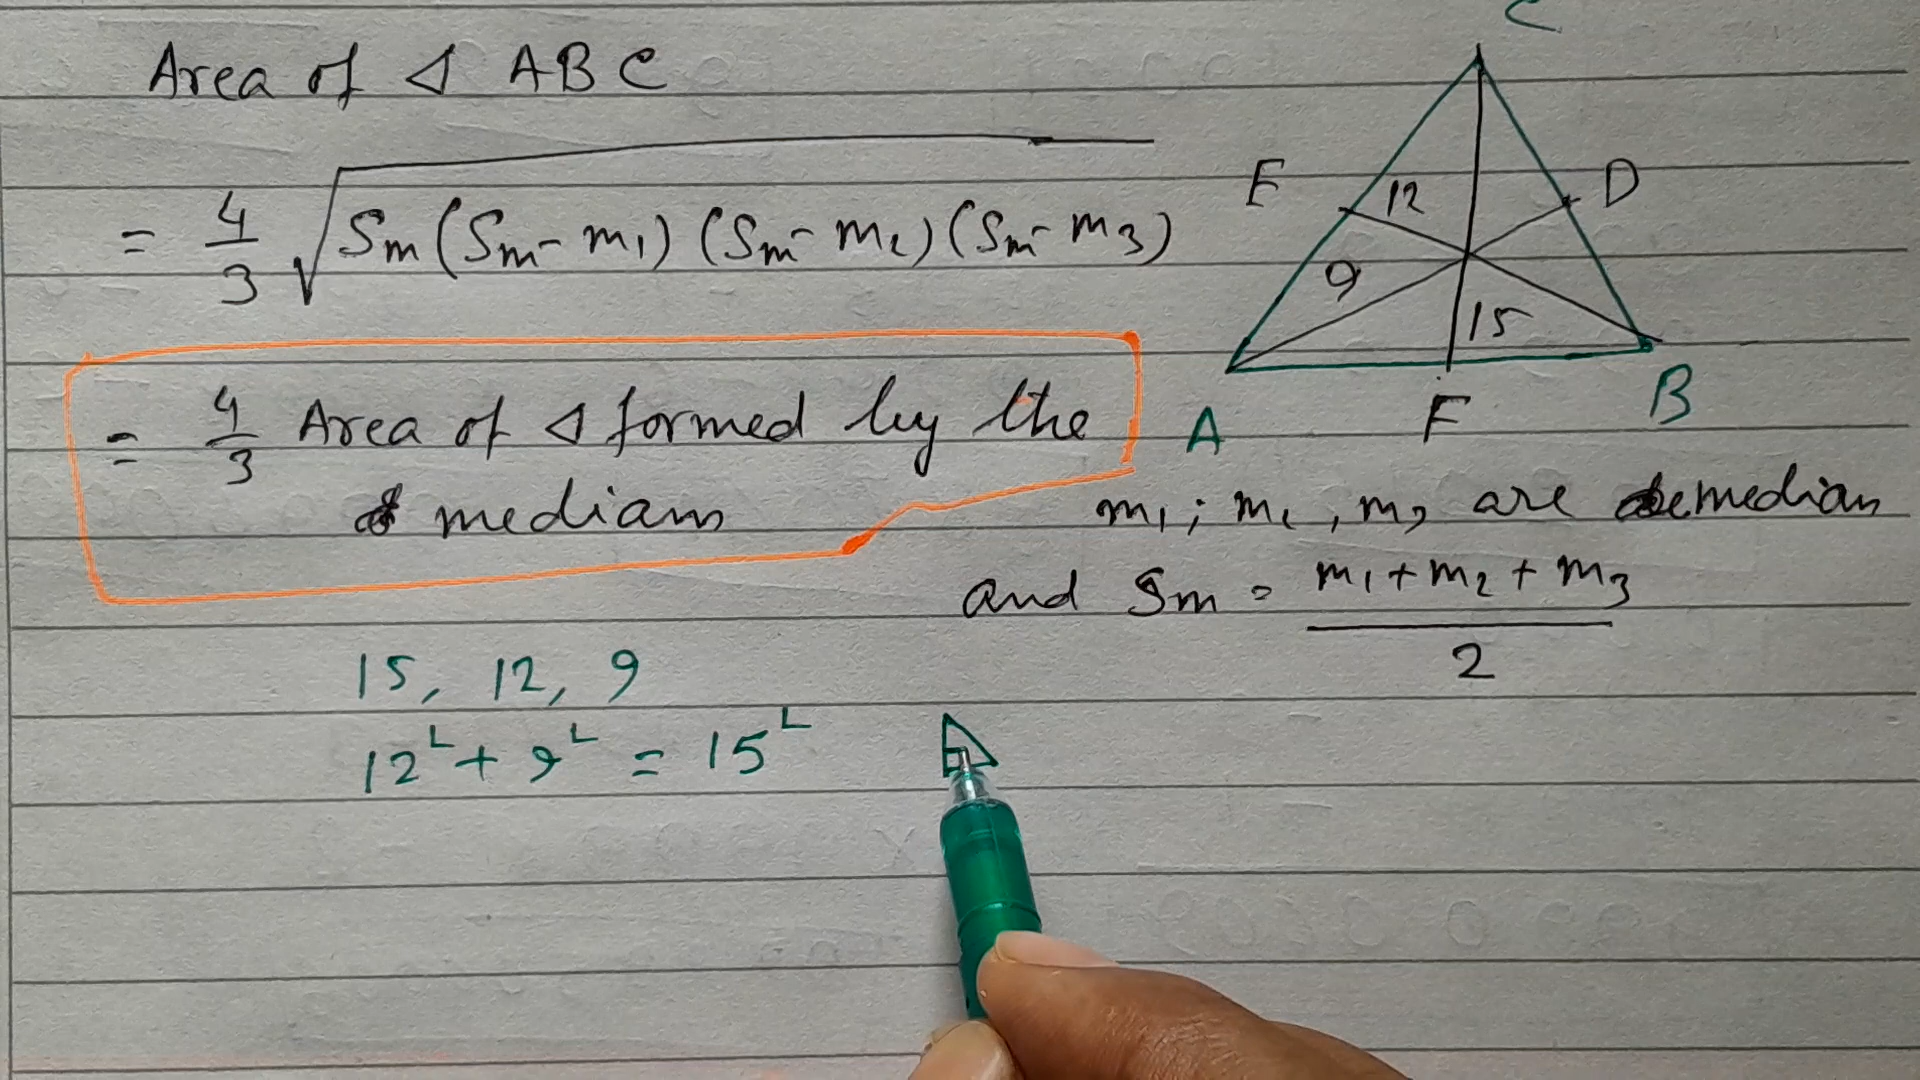 Area of △ ABC
= 4/3 √Sm(Sm-m1)(Sm-m2)(Sm-m3)
= 4/3 Area of △ formed by the
medians
C
E
D
12
9
15
A
F
B
m1, m2, m3 are median
and Sm = m1+m2+m3
2
15, 12, 9
12²+9² = 15²